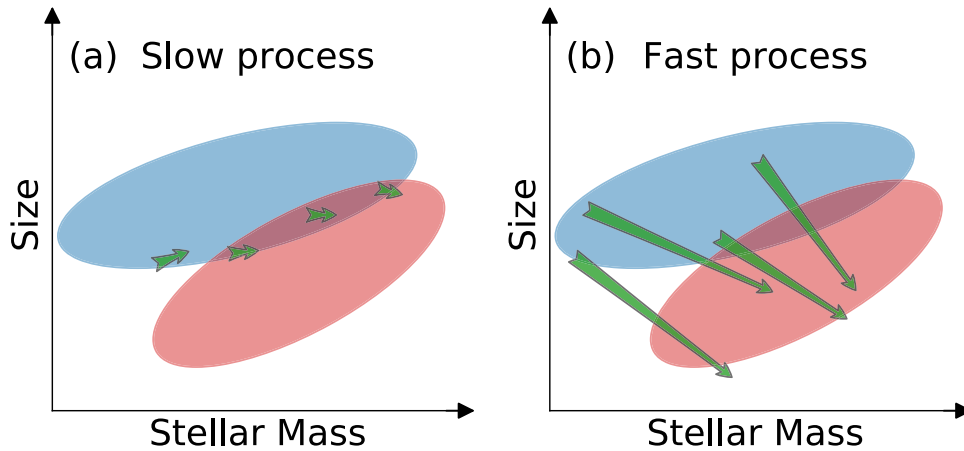 (a) Slow process
Size
Stellar Mass
(b) Fast process
Size
Stellar Mass